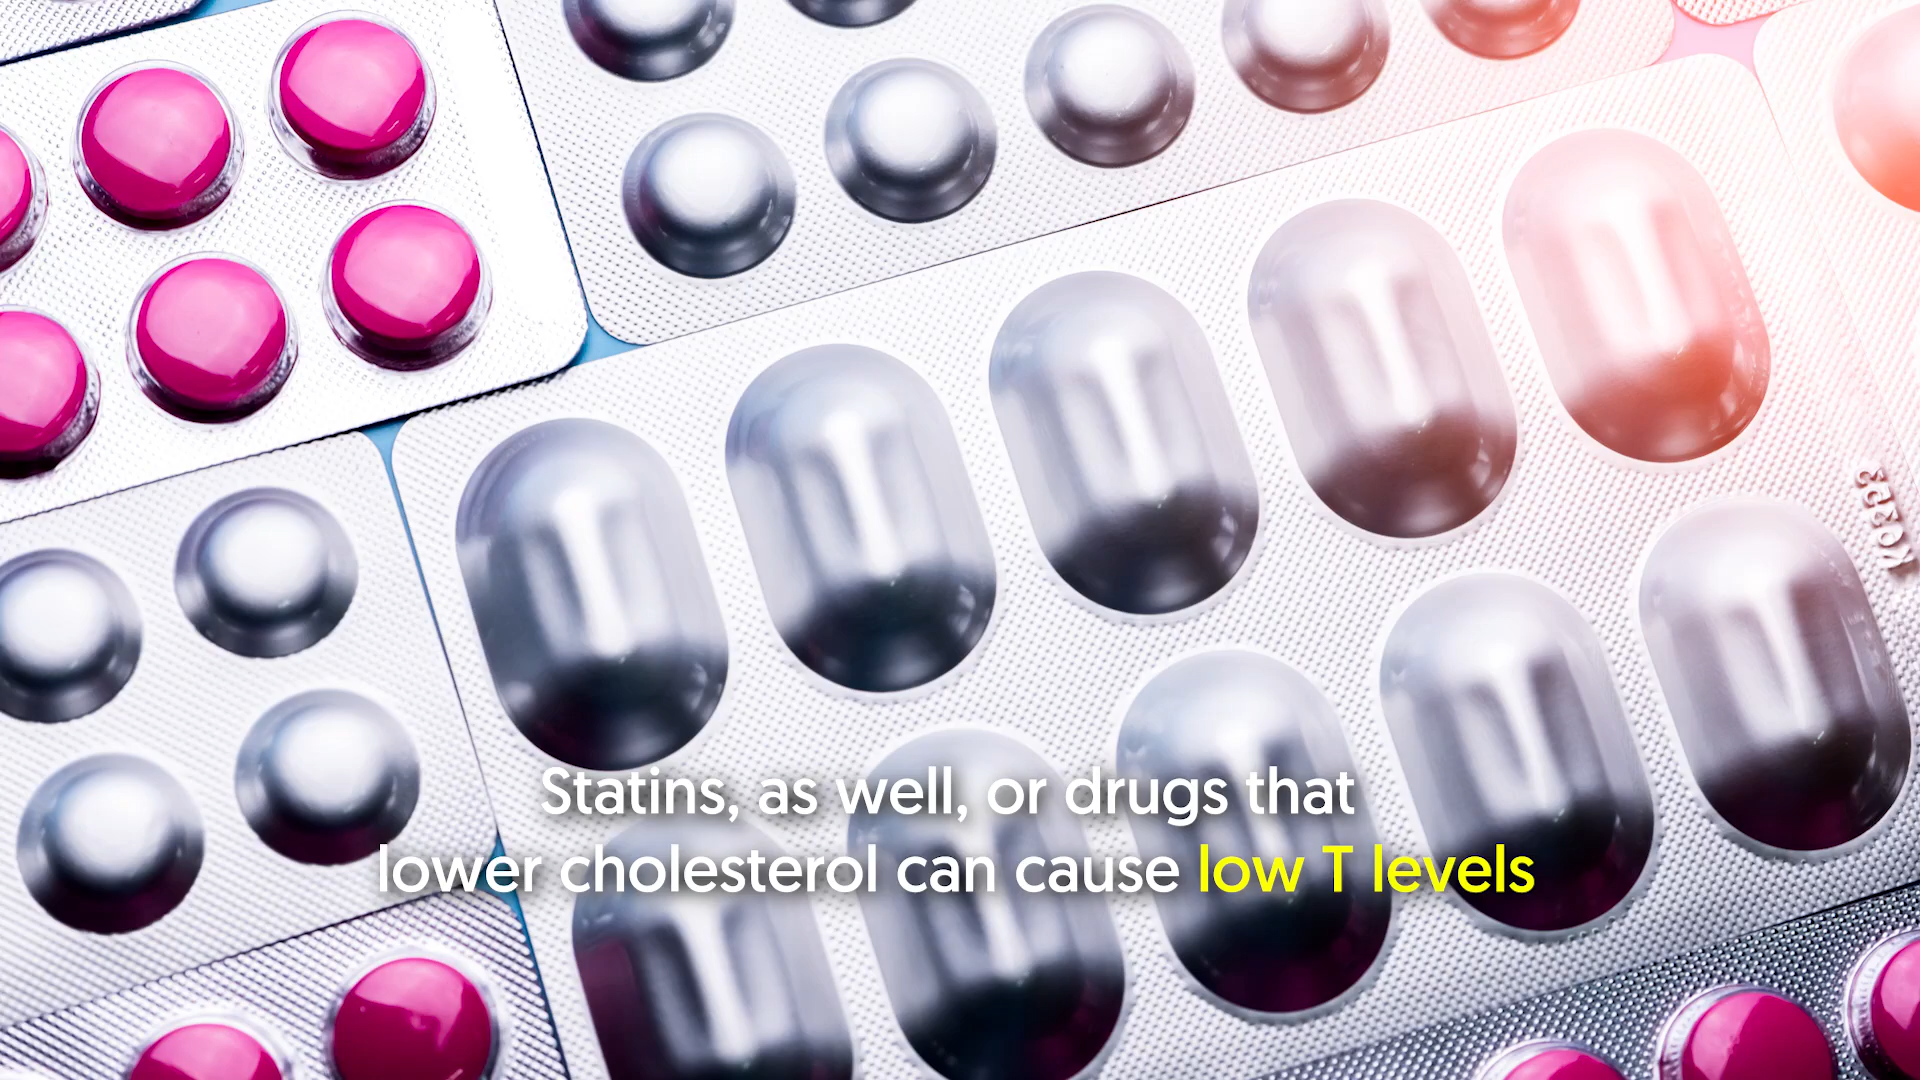 Statins, as well, or drugs that
lower cholesterol can cause low T levels